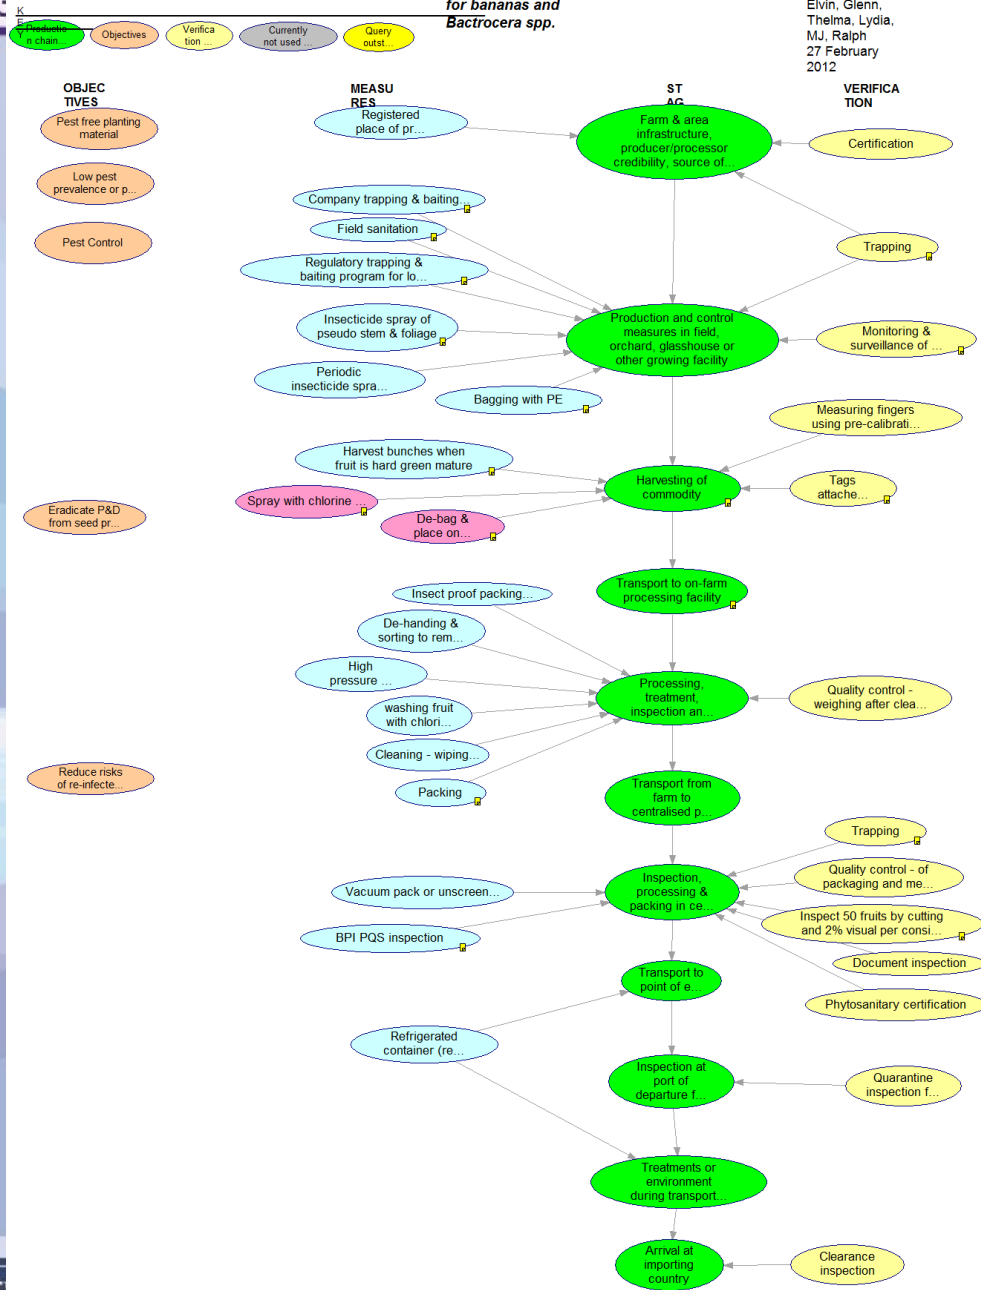 for bananas and
Bactrocera spp.
Elvin, Glenn,
Thelma, Lydia,
MJ, Ralph
27 February
2012
K
E
Y
Productio
n chain...
Objectives
Verifica
tion ...
Currently
not used ...
Query
outst...
OBJEC
TIVES
MEASU
RES
ST
AG
VERIFICA
TION
Pest free planting
material
Registered
place of pr...
Farm & area
infrastructure,
producer/processor
credibility, source of...
Certification
Low pest
prevalence or p...
Company trapping & baiting...
Field sanitation
Pest Control
Trapping
Regulatory trapping &
baiting program for lo...
Insecticide spray of
pseudo stem & foliage
Production and control
measures in field,
orchard, glasshouse or
other growing facility
Monitoring &
surveillance of ...
Periodic
insecticide spra...
Bagging with PE
Measuring fingers
using pre-calibrati...
Harvest bunches when
fruit is hard green mature
Harvesting of
commodity
Tags
attache...
Spray with chlorine ...
Eradicate P&D
from seed pr...
De-bag &
place on...
Transport to on-farm
processing facility
Insect proof packing...
De-handing &
sorting to rem...
High
pressure ...
Processing,
treatment,
inspection an...
Quality control -
weighing after clea...
washing fruit
with chlori...
Cleaning - wiping...
Reduce risks
of re-infecte...
Packing
Transport from
farm to
centralised p...
Trapping
Vacuum pack or unscreen...
Inspection,
processing &
packing in ce...
Quality control - of
packaging and me...
Inspect 50 fruits by cutting
and 2% visual per consi...
BPI PQS inspection
Document inspection
Transport to
point of e...
Phytosanitary certification
Refrigerated
container (re...
Inspection at
port of
departure f...
Quarantine
inspection f...
Treatments or
environment
during transport...
Arrival at
importing
country
Clearance
inspection